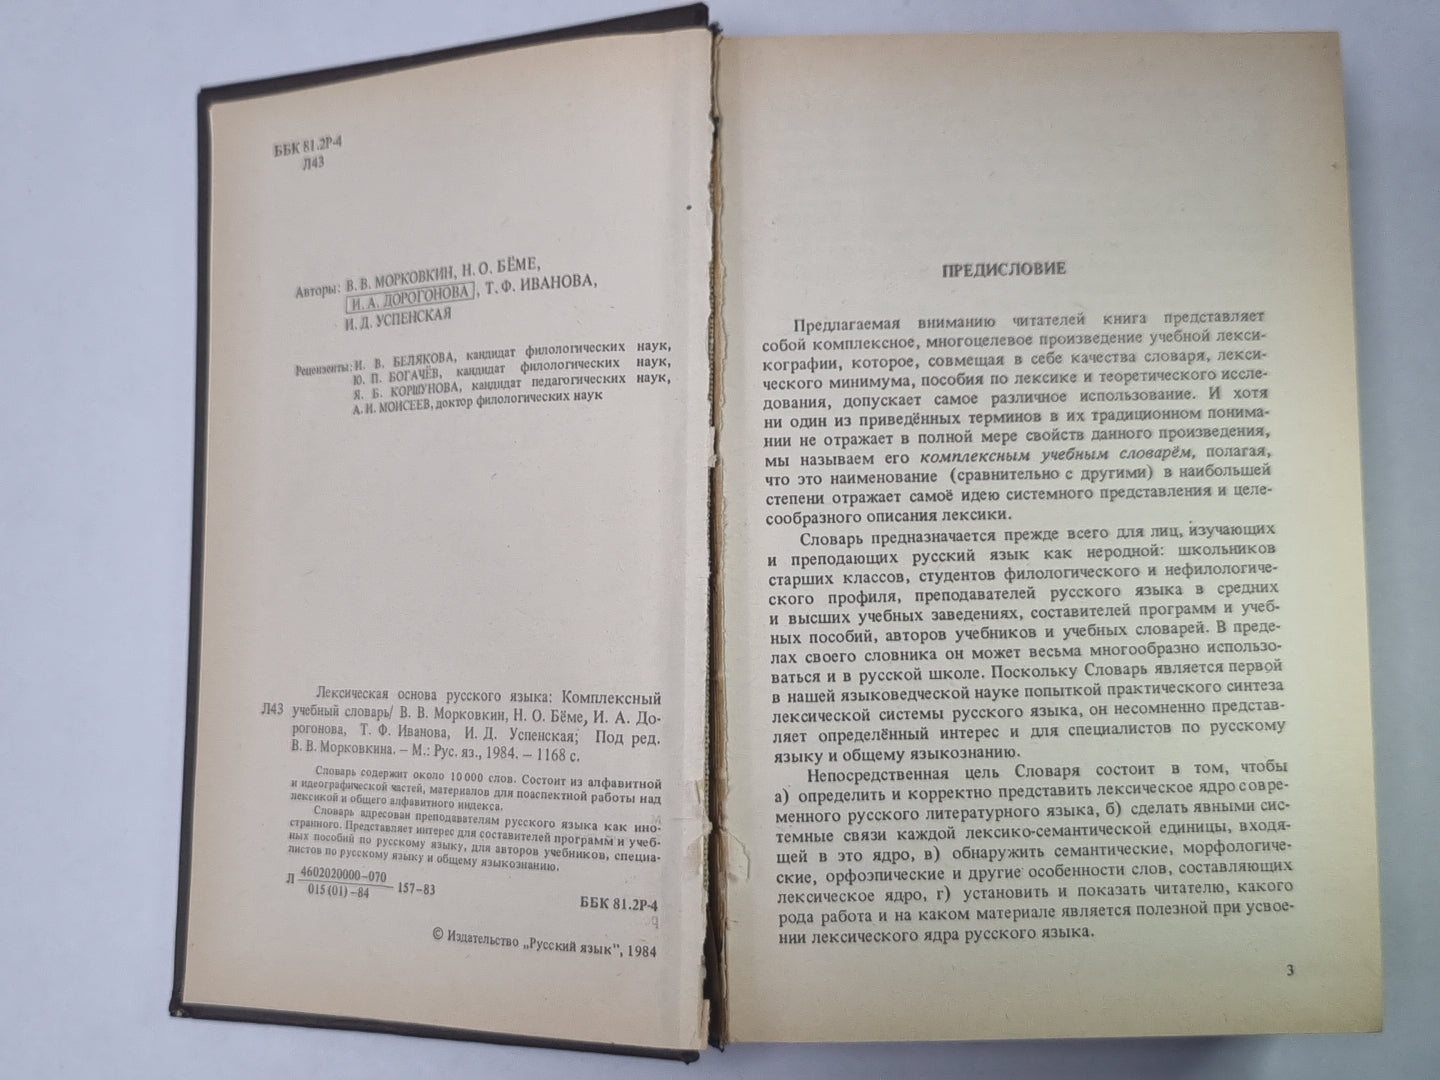 ББК 81.2Р-4
Л43
Авторы: В. В. МОРКОВКИН, Н. О. БЁМЕ,
И. А. ДОРОГОНОВА, Т. Ф. ИВАНОВА,
И. Д. УСПЕНСКАЯ
Рецензенты: И. В. БЕЛЯКОВА, кандидат филологических наук,
Ю. П. БОГАЧЁВ, кандидат филологических наук,
Я. Б. КОРШУНОВА, кандидат педагогических наук,
А. И. МОИСЕЕВ, доктор филологических наук
Лексическая основа русского языка: Комплексный
Л43 учебный словарь/ В. В. Морковкин, Н. О. Бёме, И. А. До-
рогонова, Т. Ф. Иванова, И. Д. Успенская; Под ред.
В. В. Морковкина. – М.: Рус. яз., 1984. – 1168 с.
Словарь содержит около 10 000 слов. Состоит из алфавитной
и идеографической частей, материалов для поаспектной работы над
лексикой и общего алфавитного индекса.
Словарь адресован преподавателям русского языка как ино-
странного. Представляет интерес для составителей программ и учеб-
ных пособий по русскому языку, для авторов учебников, специа-
листов по русскому языку и общему языкознанию.
Л 4602020000–070
015 (01) –84 157–83
ББК 81.2Р-4
© Издательство „Русский язык", 1984
ПРЕДИСЛОВИЕ
Предлагаемая вниманию читателей книга представляет
собой комплексное, многоцелевое произведение учебной лекси-
кографии, которое, совмещая в себе качества словаря, лекси-
ческого минимума, пособия по лексике и теоретического иссле-
дования, допускает самое различное использование. И хотя
ни один из приведённых терминов в их традиционном понима-
нии не отражает в полной мере свойств данного произведения,
мы называем его комплексным учебным словарём, полагая,
что это наименование (сравнительно с другими) в наибольшей
степени отражает самоё идею системного представления и целе-
сообразного описания лексики.
Словарь предназначается прежде всего для лиц, изучающих
и преподающих русский язык как неродной: школьников
старших классов, студентов филологического и нефилологиче-
ского профиля, преподавателей русского языка в средних
и высших учебных заведениях, составителей программ и учеб-
ных пособий, авторов учебников и учебных словарей. В преде-
лах своего словника он может весьма многообразно использо-
ваться и в русской школе. Поскольку Словарь является первой
в нашей языковедческой науке попыткой практического синтеза
лексической системы русского языка, он несомненно представ-
ляет определённый интерес и для специалистов по русскому
языку и общему языкознанию.
Непосредственная цель Словаря состоит в том, чтобы
а) определить и корректно представить лексическое ядро совре-
менного русского литературного языка, б) сделать явными сис-
темные связи каждой лексико-семантической единицы, входя-
щей в это ядро, в) обнаружить семантические, морфологиче-
ские, орфоэпические и другие особенности слов, составляющих
лексическое ядро, г) установить и показать читателю, какого
рода работа и на каком материале является полезной при усвое-
нии лексического ядра русского языка.
3